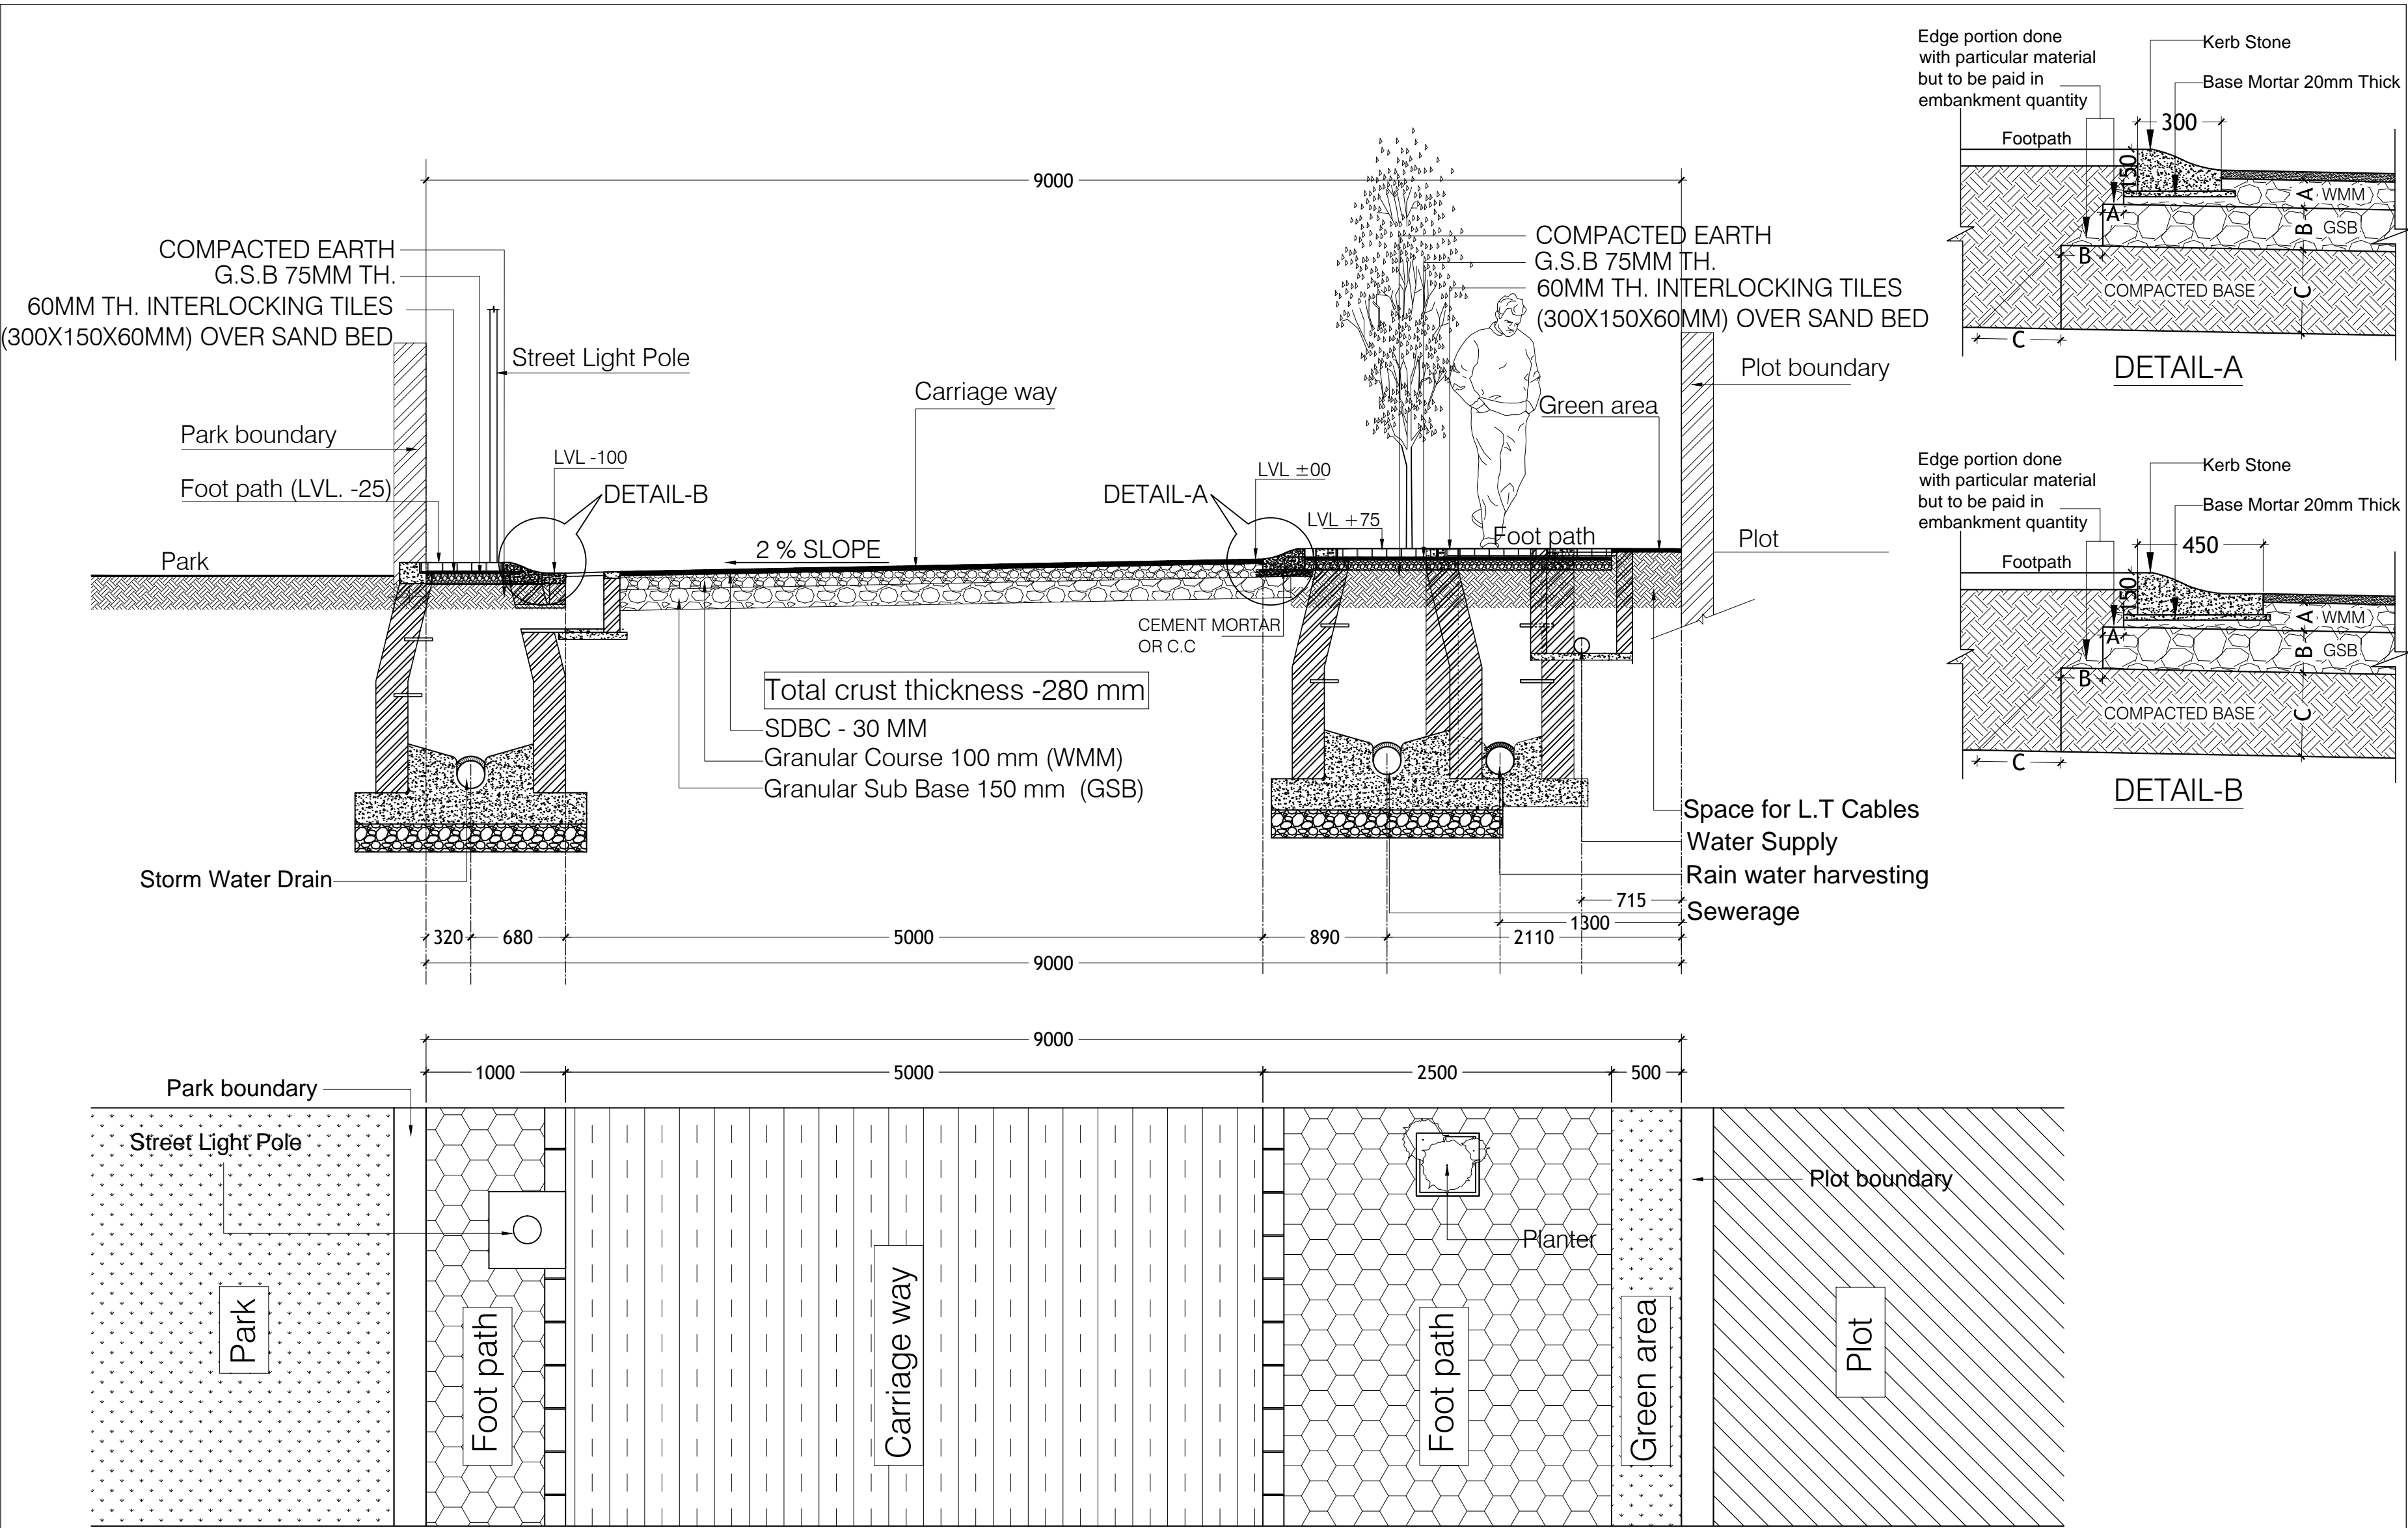 9000
COMPACTED EARTH
G.S.B 75MM TH.
60MM TH. INTERLOCKING TILES
(300X150X60MM) OVER SAND BED
Street Light Pole
Park boundary
Foot path (LVL. -25)
Park
LVL -100
DETAIL-B
Carriage way
2 % SLOPE
DETAIL-A
LVL ±00
LVL +75
COMPACTED EARTH
G.S.B 75MM TH.
60MM TH. INTERLOCKING TILES
(300X150X60MM) OVER SAND BED
Plot boundary
Green area
Foot path
Plot
CEMENT MORTAR
OR C.C
Total crust thickness -280 mm
SDBC - 30 MM
Granular Course 100 mm (WMM)
Granular Sub Base 150 mm (GSB)
Storm Water Drain
Space for L.T Cables
Water Supply
Rain water harvesting
Sewerage
715
1300
320
680
5000
890
2110
9000
Edge portion done
with particular material
but to be paid in
embankment quantity
Kerb Stone
Base Mortar 20mm Thick
300
Footpath
150
A
WMM
A
B
GSB
B
COMPACTED BASE
C
C
DETAIL-A
Edge portion done
with particular material
but to be paid in
embankment quantity
Kerb Stone
Base Mortar 20mm Thick
450
Footpath
150
A
WMM
A
B
GSB
B
COMPACTED BASE
C
C
DETAIL-B
9000
1000
5000
2500
500
Park boundary
Street Light Pole
Plot boundary
Planter
Park
Foot path
Carriage way
Foot path
Green area
Plot